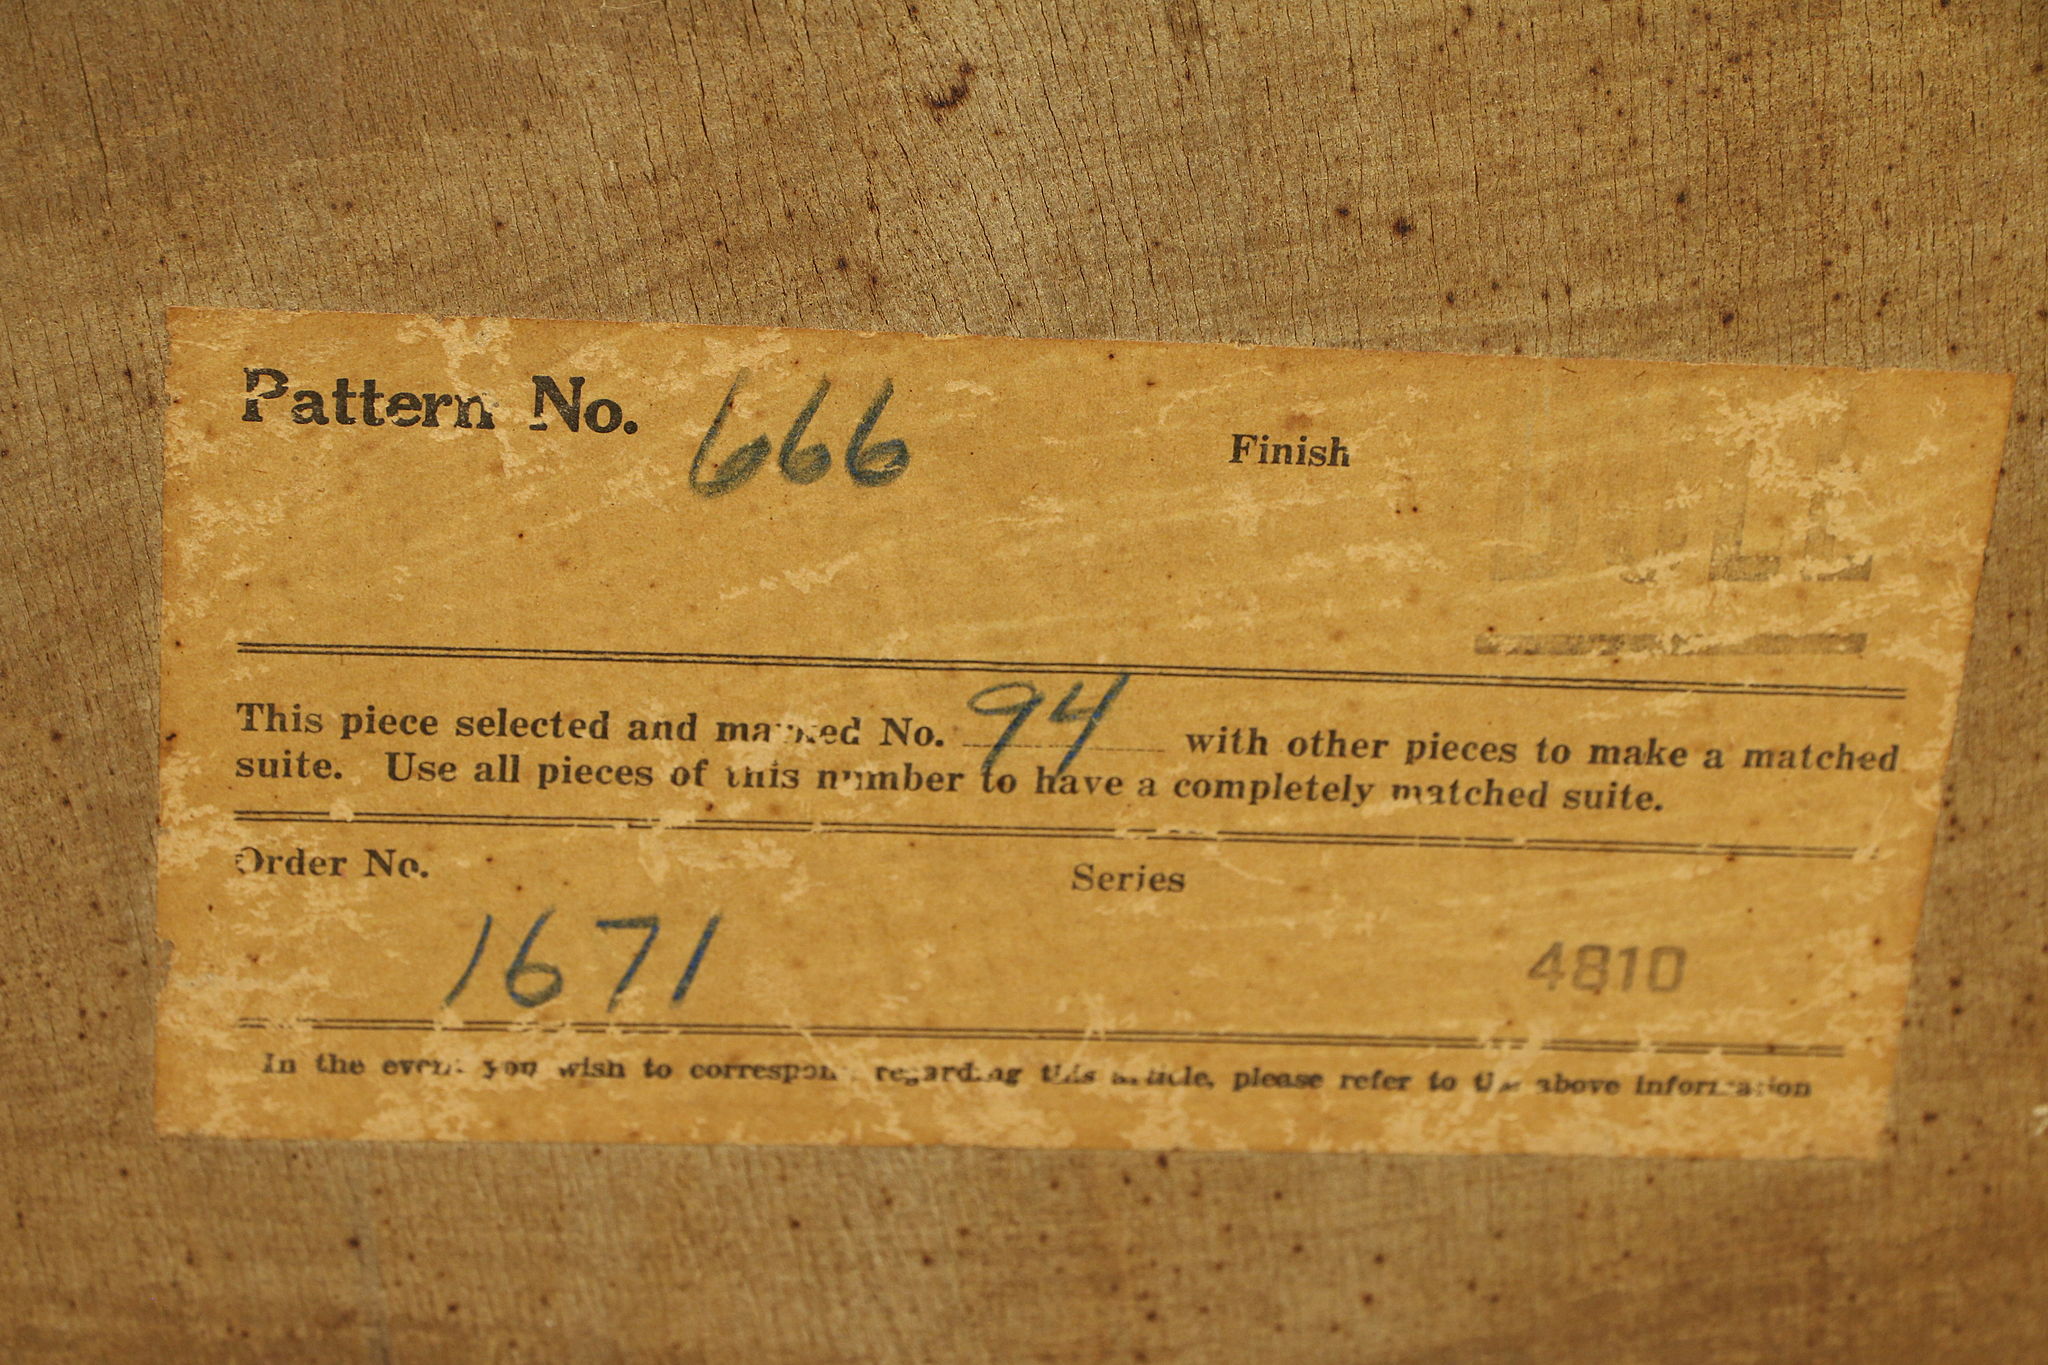 Pattern No. 666 Finish
This piece selected and marked No. 94 with other pieces to make a matched
suite. Use all pieces of this number to have a completely matched suite.
Order No. Series
1671 4810
In the event you wish to correspond regarding this article, please refer to the above information